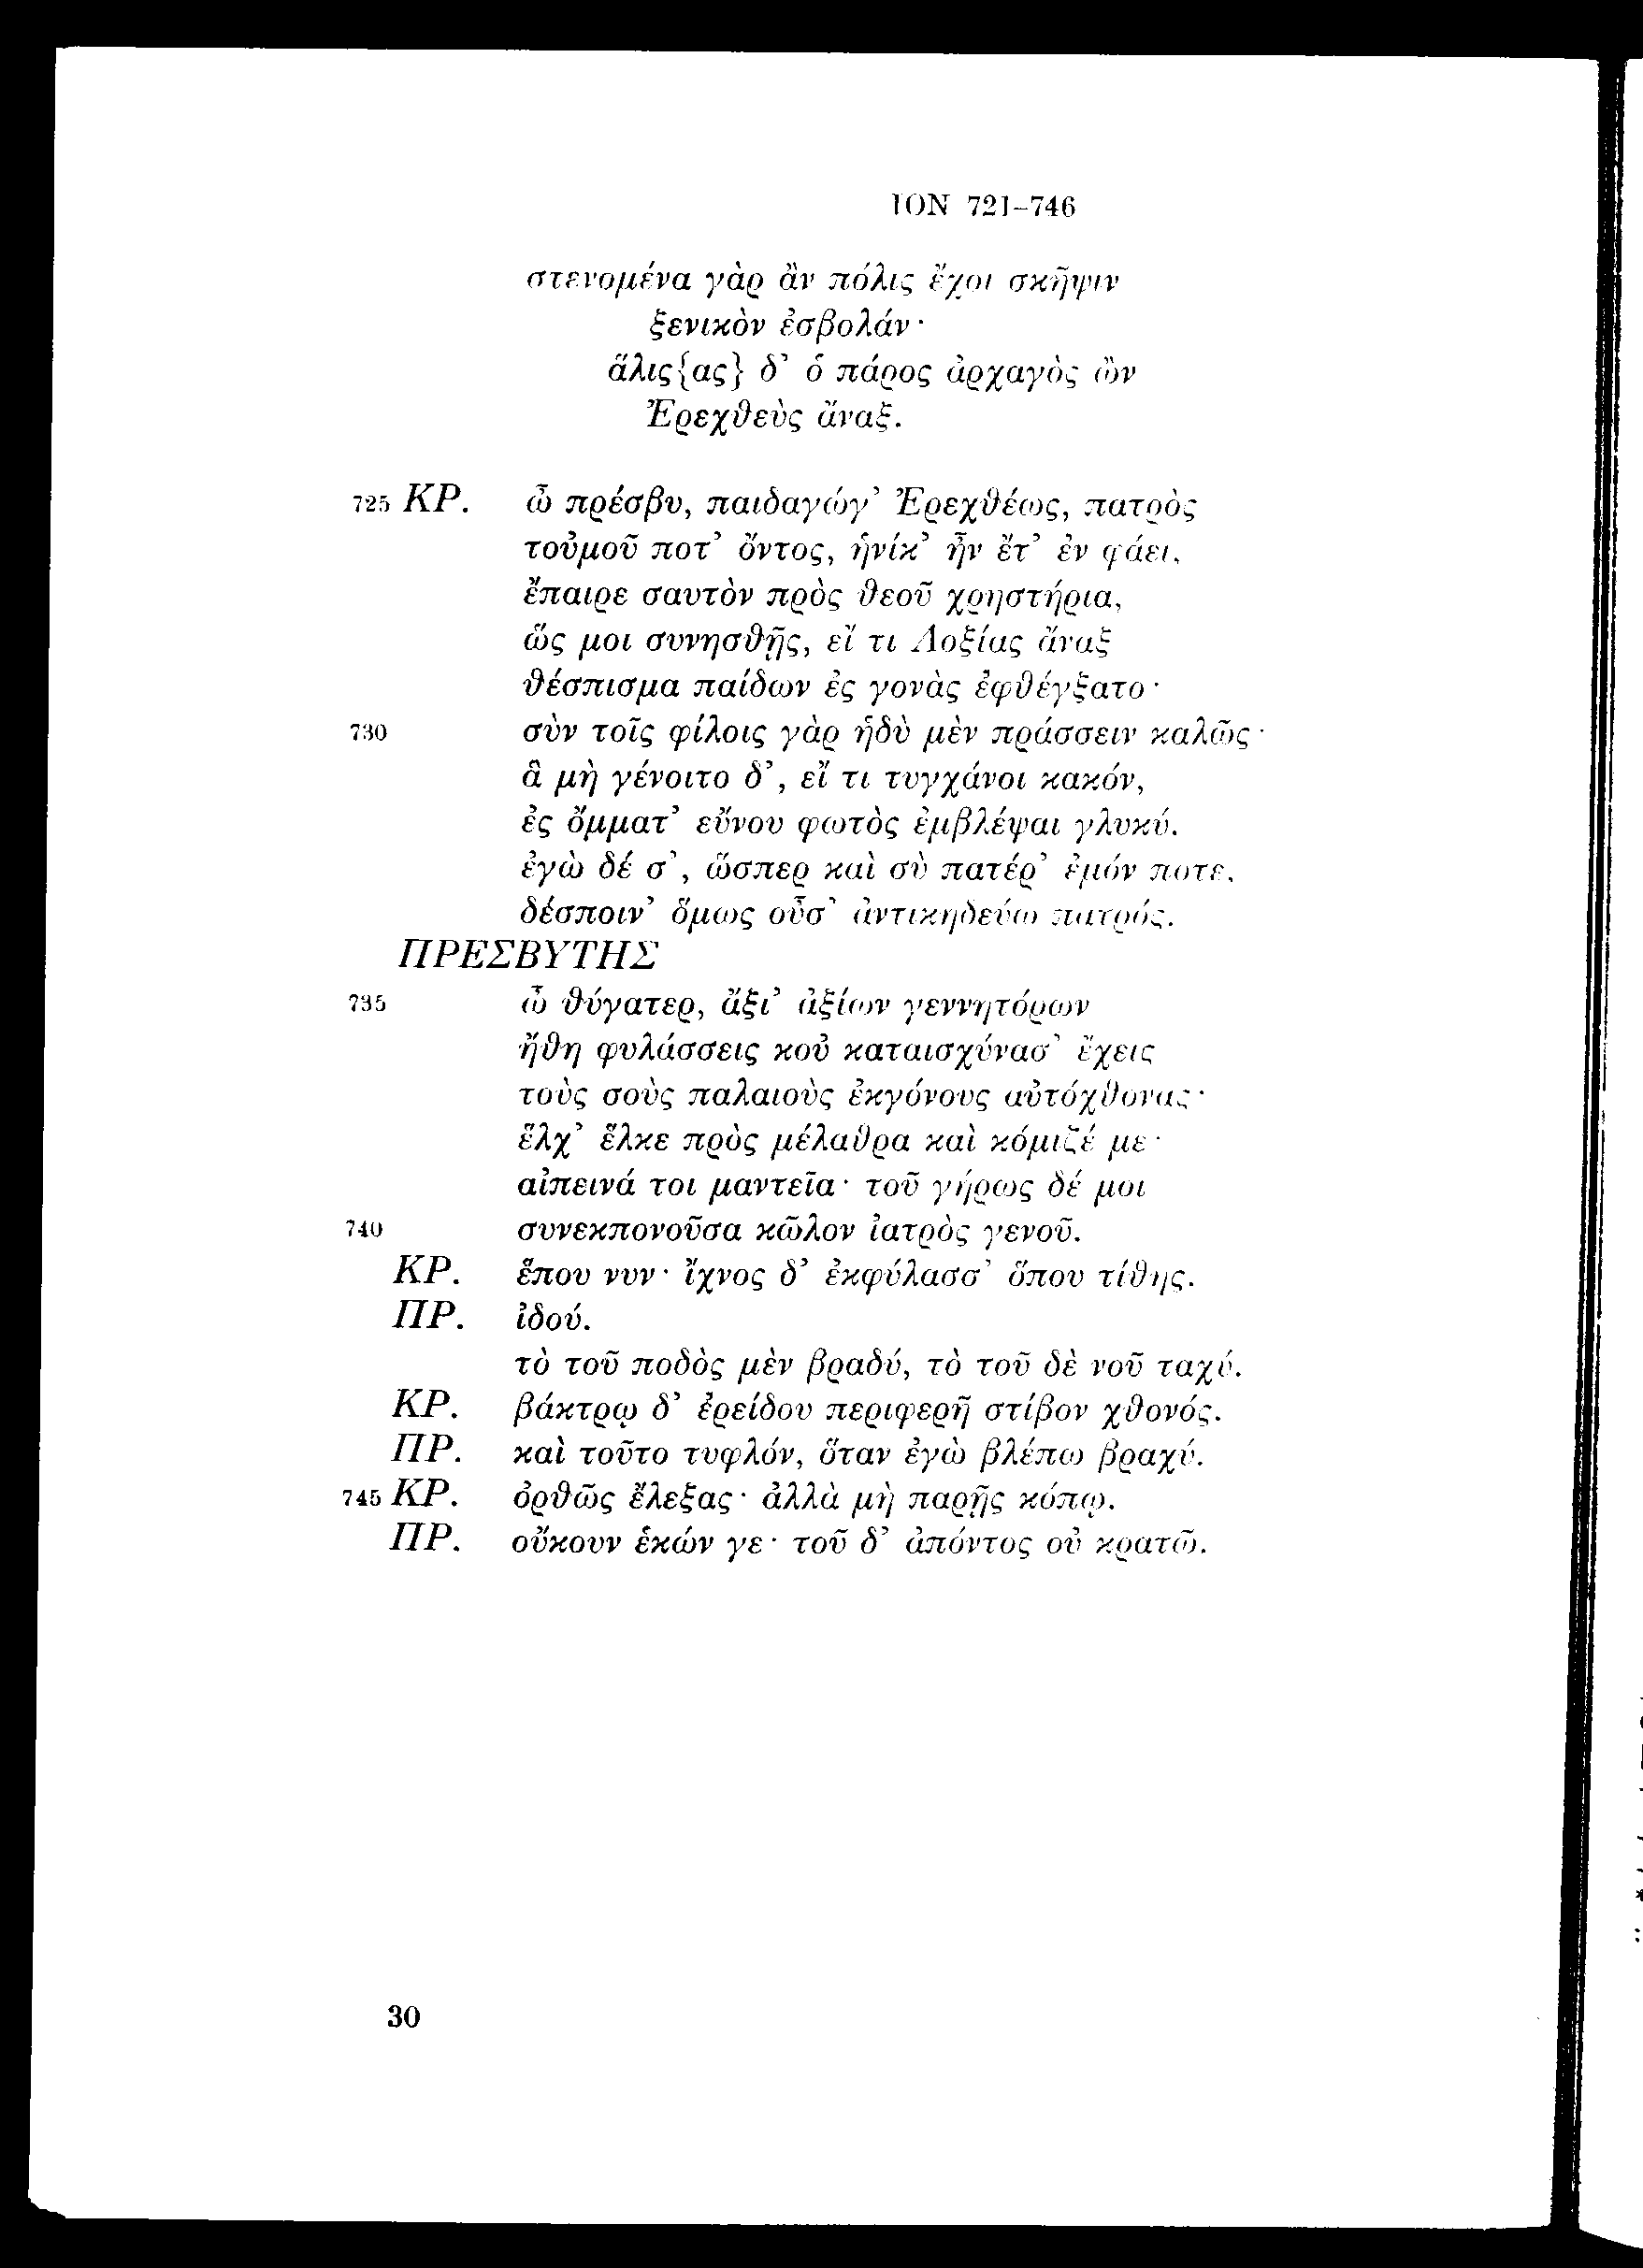 ION 721–746
στενομένα γὰρ ἂν πόλις ἔχοι σκῆψιν
ξενικὸν ἐσβολάν·
ἅλις{ας} δ’ ὁ πάρος ἀρχαγὸς ὢν
Ἐρεχθεὺς ἄναξ.
725 ΚΡ. ὦ πρέσβυ, παιδαγώγ’ Ἐρεχθέως, πατρὸς
τοὐμοῦ ποτ’ ὄντος, ἡνίκ’ ἦν ἔτ’ ἐν φάει,
ἔπαιρε σαυτὸν πρὸς θεοῦ χρηστήρια,
ὥς μοι συνησθῇς, εἴ τι Λοξίας ἄναξ
θέσπισμα παίδων ἐς γονὰς ἐφθέγξατο·
730 σὺν τοῖς φίλοις γὰρ ἡδὺ μὲν πράσσειν καλῶς·
ἃ μὴ γένοιτο δ’, εἴ τι τυγχάνοι κακόν,
ἐς ὄμματ’ εὔνου φωτὸς ἐμβλέψαι γλυκύ.
ἐγὼ δέ σ’, ὥσπερ καὶ σὺ πατέρ’ ἐμόν ποτε,
δέσποιν’ ὅμως οὖσ’ ἀντικηδεύω πατρός.
ΠΡΕΣΒΥΤΗΣ
735 ὦ θύγατερ, ἄξι’ ἀξίων γεννητόρων
ἤθη φυλάσσεις κοὐ καταισχύνασ’ ἔχεις
τοὺς σοὺς παλαιοὺς ἐκγόνους αὐτόχθονας·
ἕλχ’ ἕλκε πρὸς μέλαθρα καὶ κόμιζέ με·
αἰπεινά τοι μαντεῖα· τοῦ γήρως δέ μοι
740 συνεκπονοῦσα κῶλον ἰατρὸς γενοῦ.
ΚΡ. ἕπου νυν· ἴχνος δ’ ἐκφύλασσ’ ὅπου τίθης.
ΠΡ. ἰδού.
τὸ τοῦ ποδὸς μὲν βραδύ, τὸ τοῦ δὲ νοῦ ταχύ.
ΚΡ. βάκτρῳ δ’ ἐρείδου περιφερῆ στίβον χθονός.
ΠΡ. καὶ τοῦτο τυφλόν, ὅταν ἐγὼ βλέπω βραχύ.
745 ΚΡ. ὀρθῶς ἔλεξας· ἀλλὰ μὴ παρῇς κόπῳ.
ΠΡ. οὔκουν ἑκών γε· τοῦ δ’ ἀπόντος οὐ κρατῶ.
30